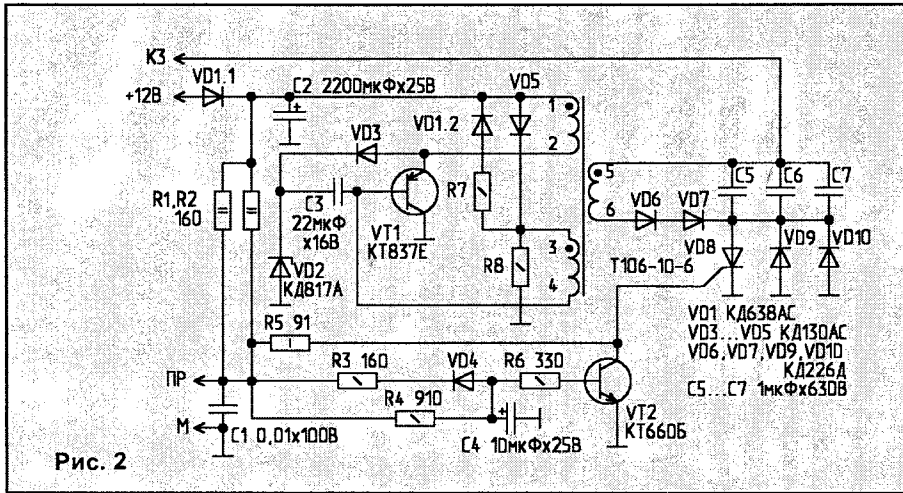 КЗ
VD1.1
+12В
C2 2200мкФх25В
VD5
1
VD1.2
2
VD3
5
C5
C6
C7
R1,R2
160
C3
22мкФ
х16В
R7
6
VD6
VD7
VT1
КТ837Е
VD8
VD9
VD10
3
R8
4
Т106-10-6
VD2
КД817А
VD1 КД638АС
VD3...VD5 КД130АС
VD6,VD7,VD9,VD10
КД226Д
C5...C7 1мкФх630В
R5 91
ПР
R3 160
VD4
R6 330
R4 910
VT2
КТ660Б
М
C1 0,01х100В
C4 10мкФх25В
Рис. 2